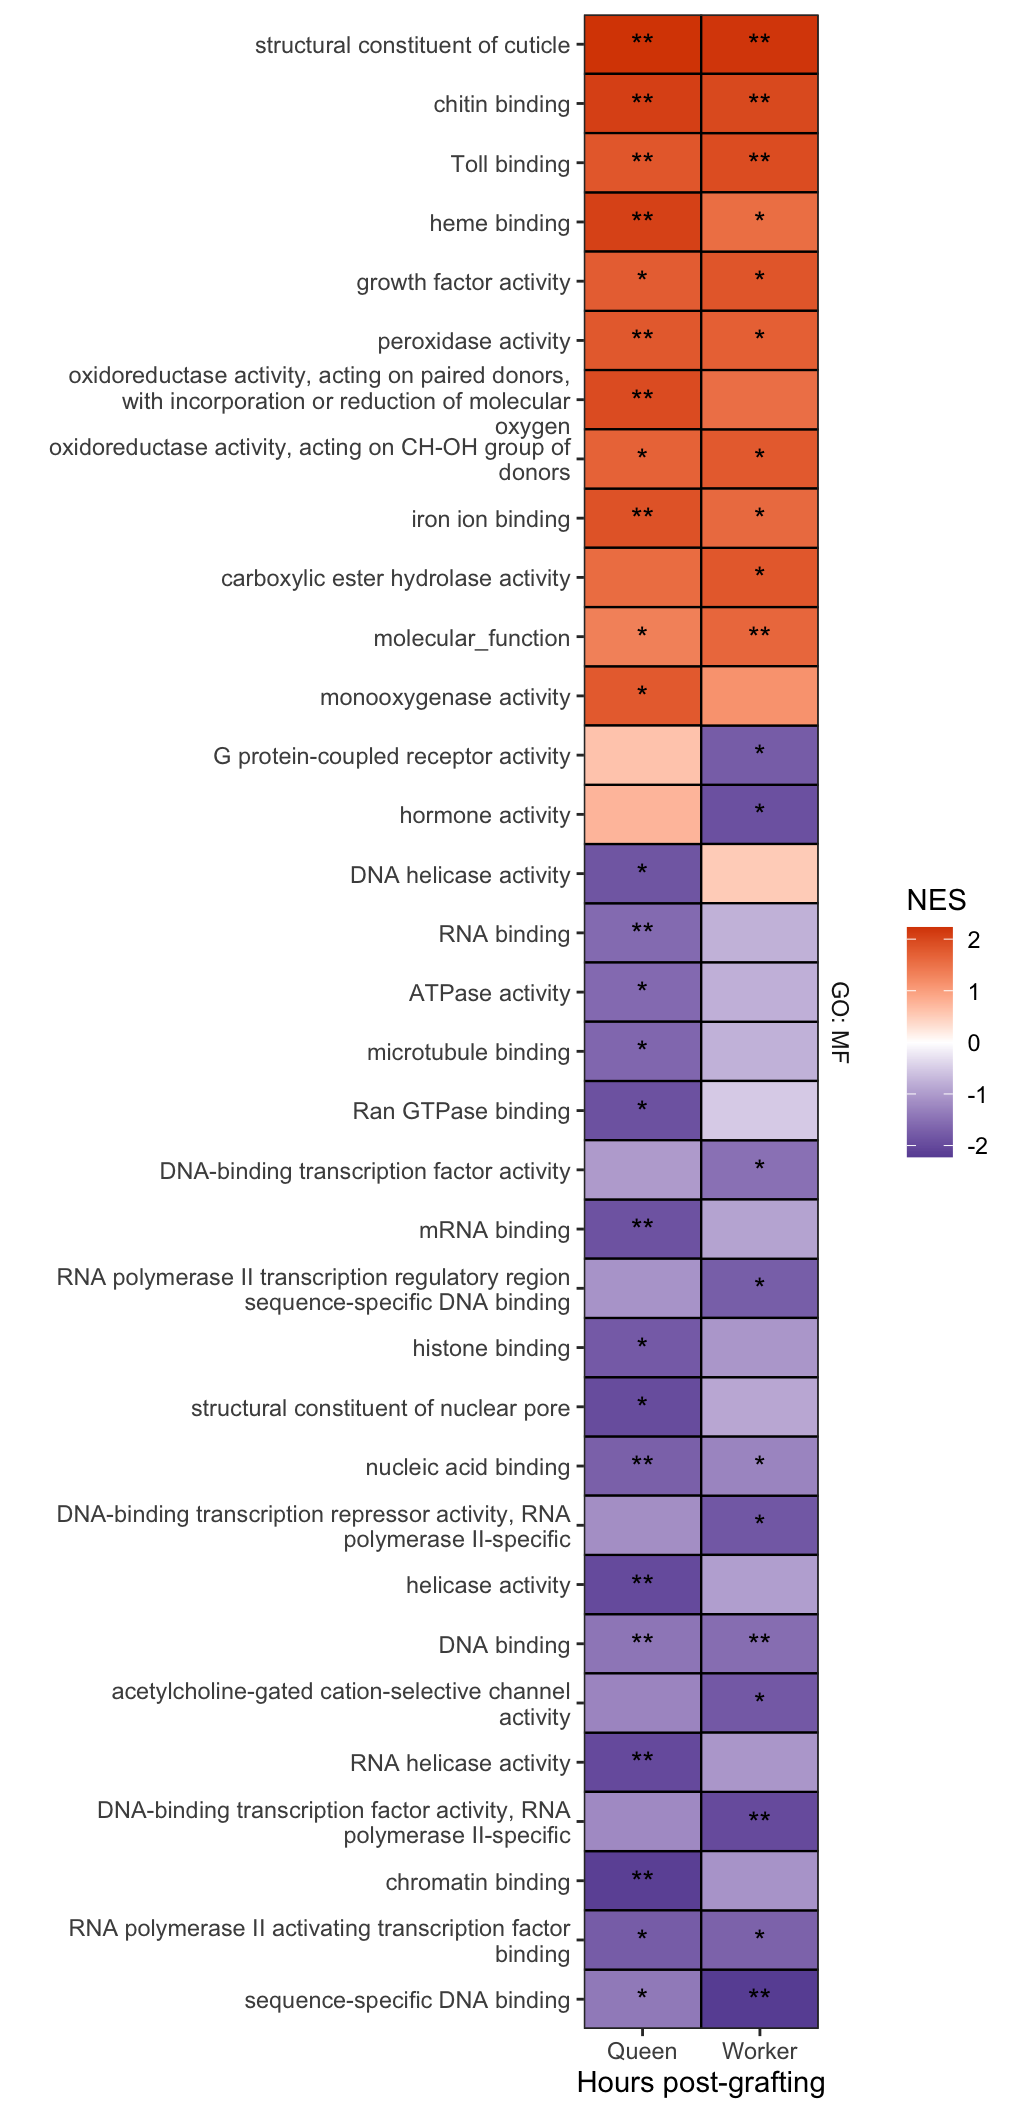 structural constituent of cuticle
** **
chitin binding
** **
Toll binding
** **
heme binding
** *
growth factor activity
* *
peroxidase activity
** *
oxidoreductase activity, acting on paired donors,
with incorporation or reduction of molecular
oxygen
**
oxidoreductase activity, acting on CH-OH group of
donors
* *
iron ion binding
** *
carboxylic ester hydrolase activity
*
molecular_function
* **
monooxygenase activity
*
G protein-coupled receptor activity
*
hormone activity
*
DNA helicase activity
*
RNA binding
**
ATPase activity
*
microtubule binding
*
Ran GTPase binding
*
DNA-binding transcription factor activity
*
mRNA binding
**
RNA polymerase II transcription regulatory region
sequence-specific DNA binding
*
histone binding
*
structural constituent of nuclear pore
*
nucleic acid binding
** *
DNA-binding transcription repressor activity, RNA
polymerase II-specific
*
helicase activity
**
DNA binding
** **
acetylcholine-gated cation-selective channel
activity
*
RNA helicase activity
**
DNA-binding transcription factor activity, RNA
polymerase II-specific
**
chromatin binding
**
RNA polymerase II activating transcription factor
binding
* *
sequence-specific DNA binding
* **
Queen Worker
Hours post-grafting
GO: MF
NES
2
1
0
-1
-2